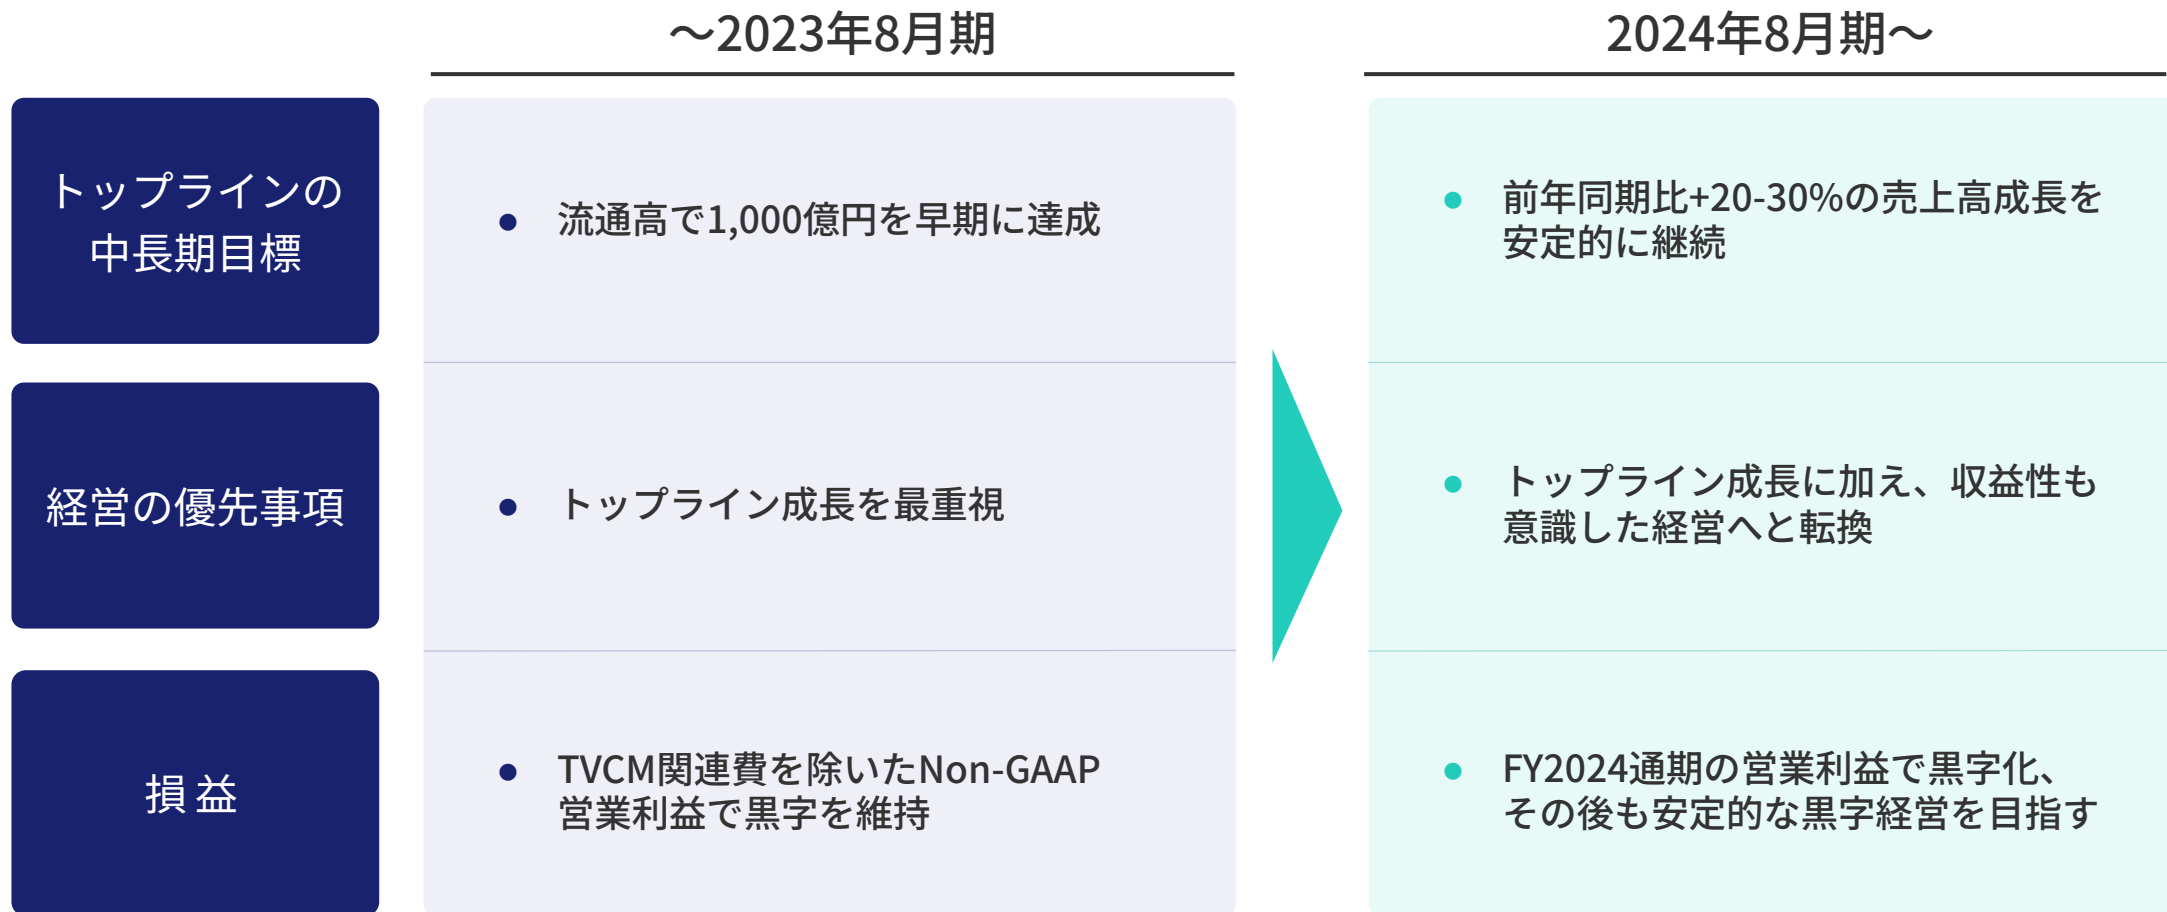 ～2023年8月期
2024年8月期～
トップラインの
中長期目標
● 流通高で1,000億円を早期に達成
● 前年同期比+20-30%の売上高成長を
安定的に継続
経営の優先事項
● トップライン成長を最重視
● トップライン成長に加え、収益性も
意識した経営へと転換
損益
● TVCM関連費を除いたNon-GAAP
営業利益で黒字を維持
● FY2024通期の営業利益で黒字化、
その後も安定的な黒字経営を目指す